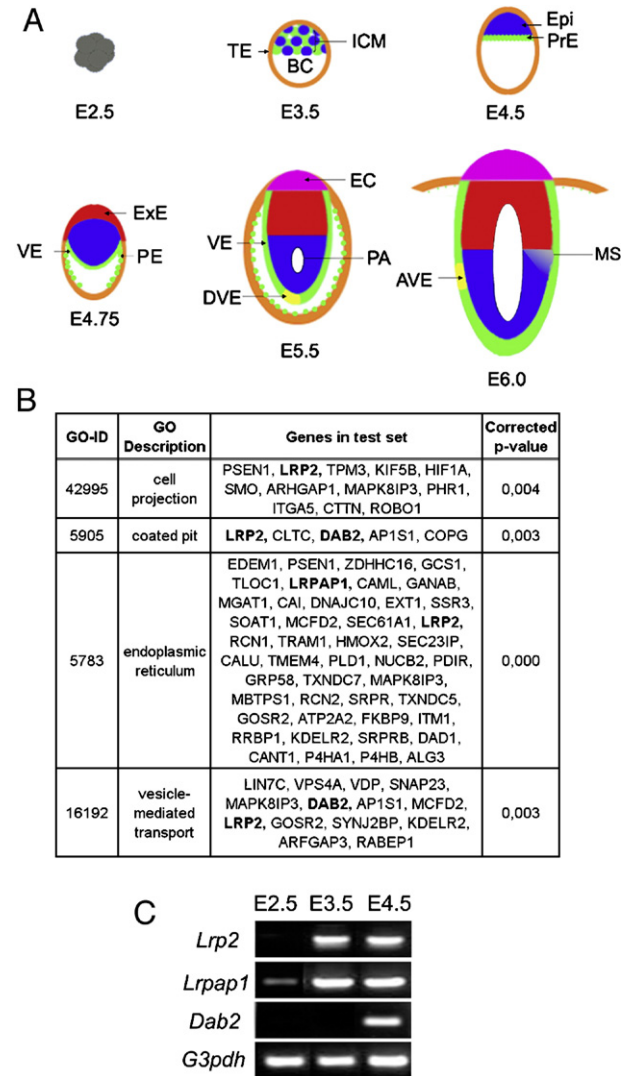 A
TE
ICM
BC
E2.5
E3.5
Epi
PrE
E4.5
ExE
VE
PE
E4.75
EC
VE
PA
DVE
E5.5
MS
AVE
E6.0
B
GO-ID
GO Description
Genes in test set
Corrected p-value
42995
cell projection
PSEN1, LRP2, TPM3, KIF5B, HIF1A,
SMO, ARHGAP1, MAPK8IP3, PHR1,
ITGA5, CTTN, ROBO1
0,004
5905
coated pit
LRP2, CLTC, DAB2, AP1S1, COPG
0,003
5783
endoplasmic reticulum
EDEM1, PSEN1, ZDHHC16, GCS1,
TLOC1, LRPAP1, CAML, GANAB,
MGAT1, CAI, DNAJC10, EXT1, SSR3,
SOAT1, MCFD2, SEC61A1, LRP2,
RCN1, TRAM1, HMOX2, SEC23IP,
CALU, TMEM4, PLD1, NUCB2, PDIR,
GRP58, TXNDC7, MAPK8IP3,
MBTPS1, RCN2, SRPR, TXNDC5,
GOSR2, ATP2A2, FKBP9, ITM1,
RRBP1, KDELR2, SRPRB, DAD1,
CANT1, P4HA1, P4HB, ALG3
0,000
16192
vesicle-mediated transport
LIN7C, VPS4A, VDP, SNAP23,
MAPK8IP3, DAB2, AP1S1, MCFD2,
LRP2, GOSR2, SYNJ2BP, KDELR2,
ARFGAP3, RABEP1
0,003
C
E2.5 E3.5 E4.5
Lrp2
Lrpap1
Dab2
G3pdh